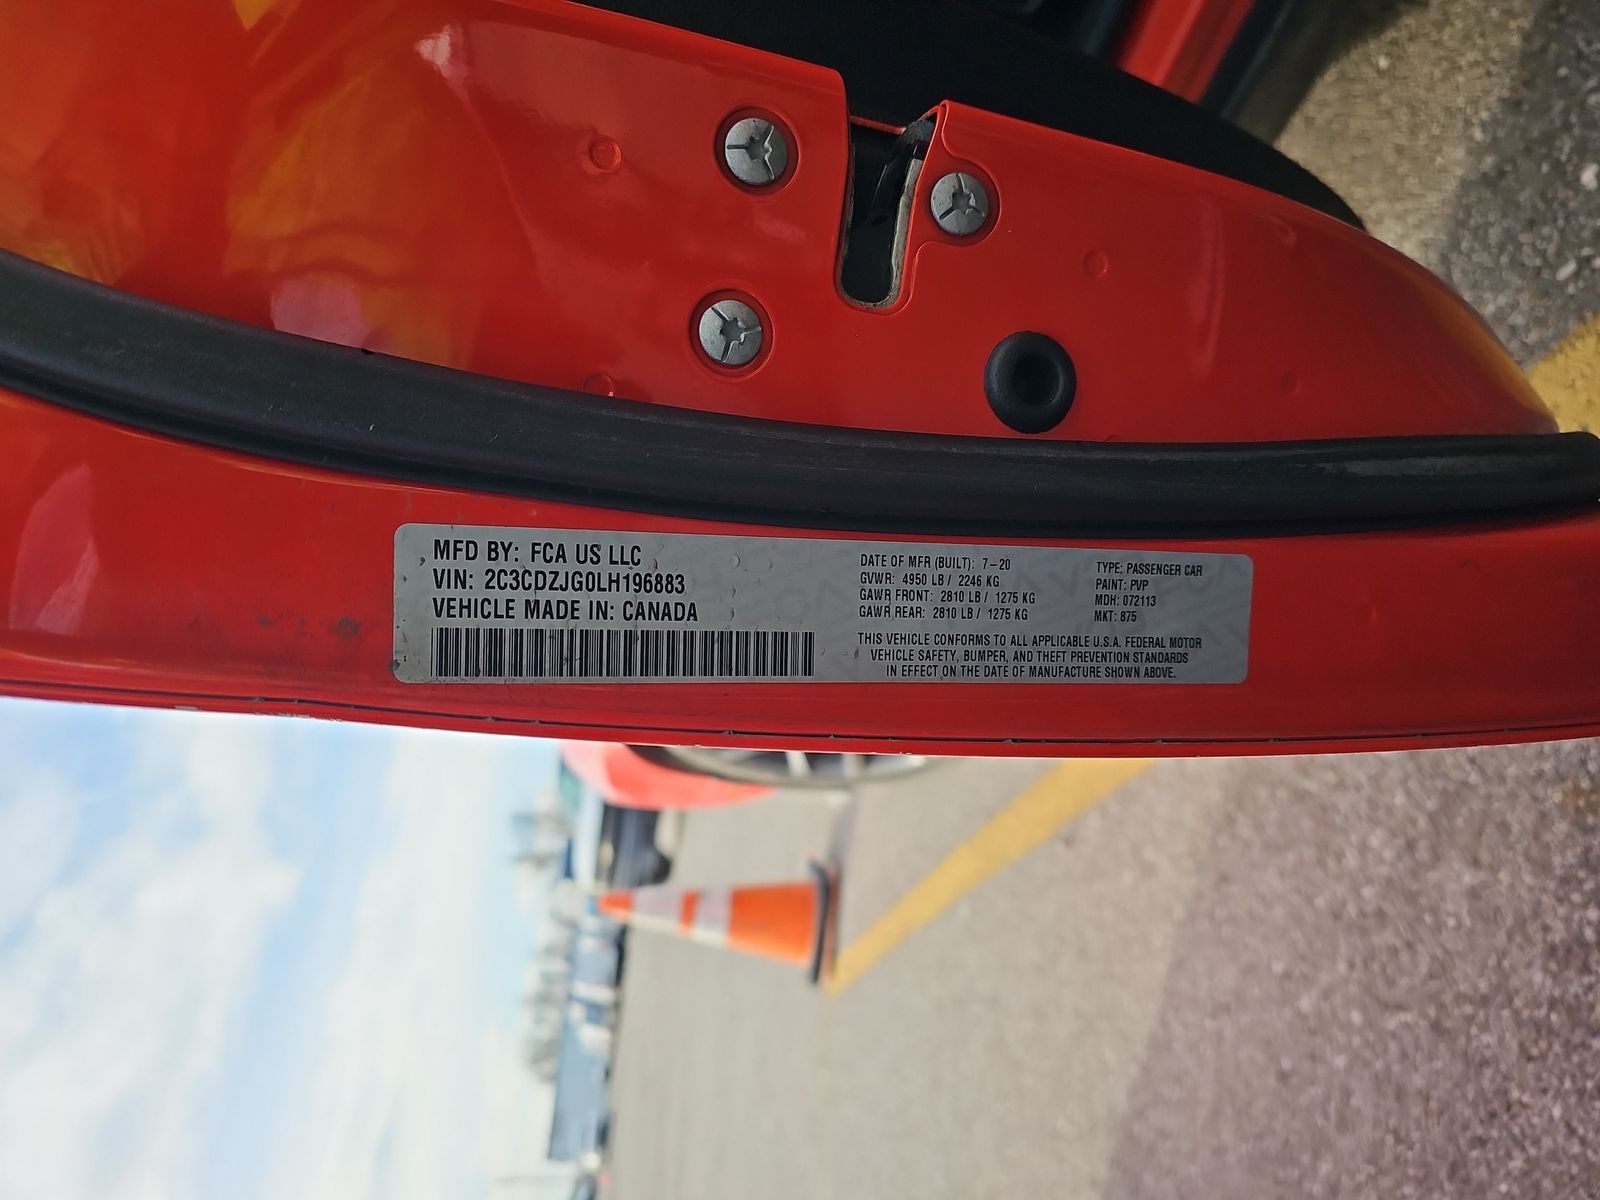 MFD BY: FCA US LLC
VIN: 2C3CDZJG0LH196883
VEHICLE MADE IN: CANADA
DATE OF MFR (BUILT): 7-20
GVWR: 4950 LB / 2246 KG
GAWR FRONT: 2810 LB / 1275 KG
GAWR REAR: 2810 LB / 1275 KG
TYPE: PASSENGER CAR
PAINT: PVP
MDH: 072113
MKT: 875
THIS VEHICLE CONFORMS TO ALL APPLICABLE U.S.A. FEDERAL MOTOR
VEHICLE SAFETY, BUMPER, AND THEFT PREVENTION STANDARDS
IN EFFECT ON THE DATE OF MANUFACTURE SHOWN ABOVE.